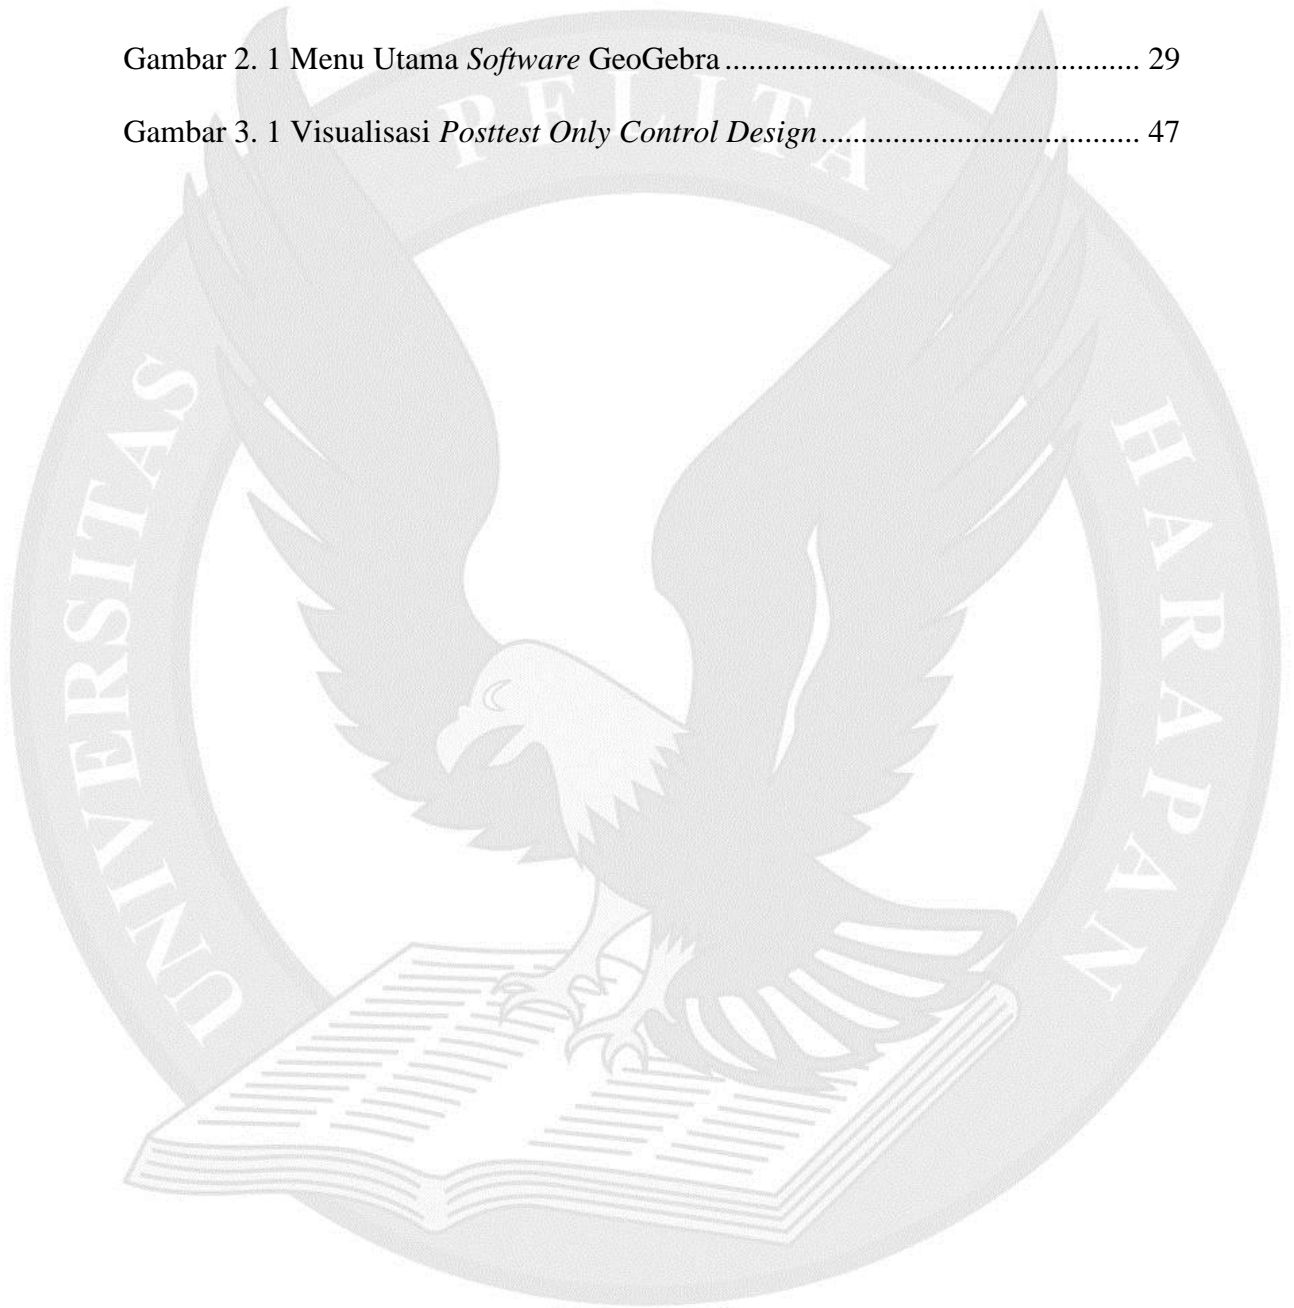 Gambar 2. 1 Menu Utama Software GeoGebra .................................................. 29
Gambar 3. 1 Visualisasi Posttest Only Control Design ....................................... 47
PELITA
UNIVERSITAS
HARAPAN